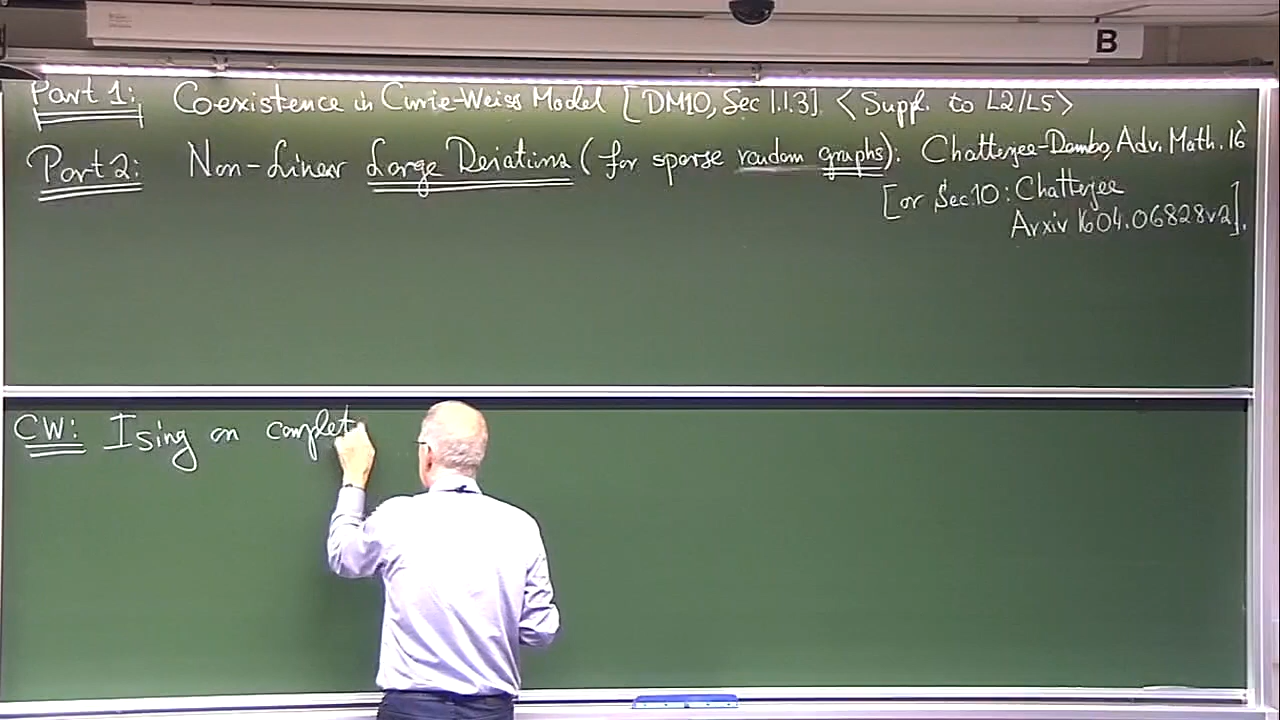 B
Part 1: Coexistence in Curie-Weiss Model [DM10, Sec 1.1.3] <Suppl. to L2/L5>
Part 2: Non-Linear Large Deviations (for sparse random graphs): Chatterjee-Dembo, Adv. Math. 16
[or Sec. 10: Chatterjee
Arxiv 1604.06828v2].
CW: Ising on complet